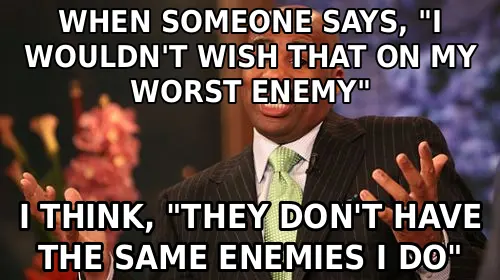 WHEN SOMEONE SAYS, "I
WOULDN'T WISH THAT ON MY
WORST ENEMY"
I THINK, "THEY DON'T HAVE
THE SAME ENEMIES I DO"